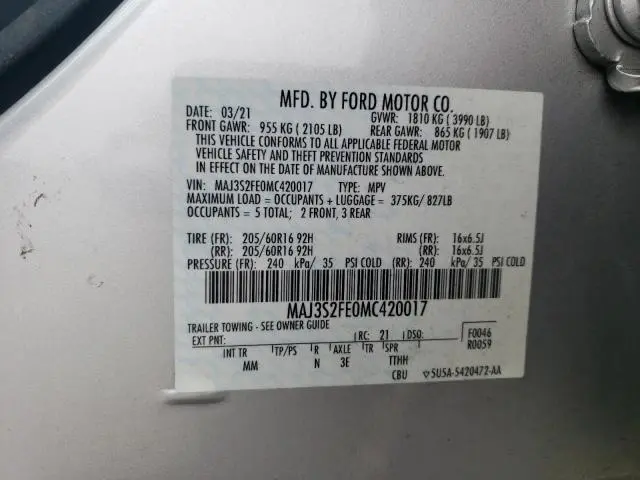 MFD. BY FORD MOTOR CO.
DATE: 03/21 GVWR: 1810 KG ( 3990 LB)
FRONT GAWR: 955 KG ( 2105 LB) REAR GAWR: 865 KG ( 1907 LB)
THIS VEHICLE CONFORMS TO ALL APPLICABLE FEDERAL MOTOR
VEHICLE SAFETY AND THEFT PREVENTION STANDARDS
IN EFFECT ON THE DATE OF MANUFACTURE SHOWN ABOVE.
VIN: MAJ3S2FE0MC420017 TYPE: MPV
MAXIMUM LOAD = OCCUPANTS + LUGGAGE = 375KG/ 827LB
OCCUPANTS = 5 TOTAL; 2 FRONT, 3 REAR
TIRE (FR): 205/60R16 92H RIMS (FR): 16x6.5J
(RR): 205/60R16 92H (RR): 16x6.5J
PRESSURE (FR): 240 kPa/ 35 PSI COLD (RR): 240 kPa/ 35 PSI COLD
MAJ3S2FE0MC420017
TRAILER TOWING - SEE OWNER GUIDE
EXT PNT: RC: 21 DSO: F0046
R0059
INT TR TP/PS R AXLE TR SPR
MM N 3E TTHH
CBU 5U5A-5420472-AA